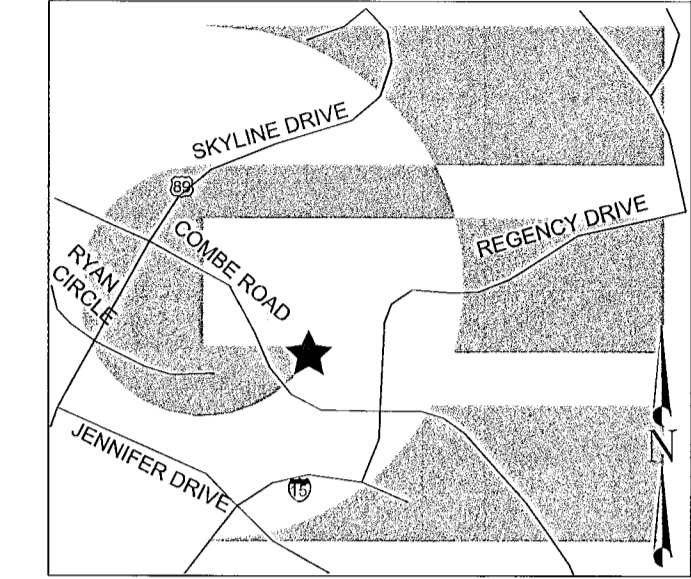 SKYLINE DRIVE
89
COMBE ROAD
REGENCY DRIVE
RYAN
CIRCLE
JENNIFER DRIVE
15
N